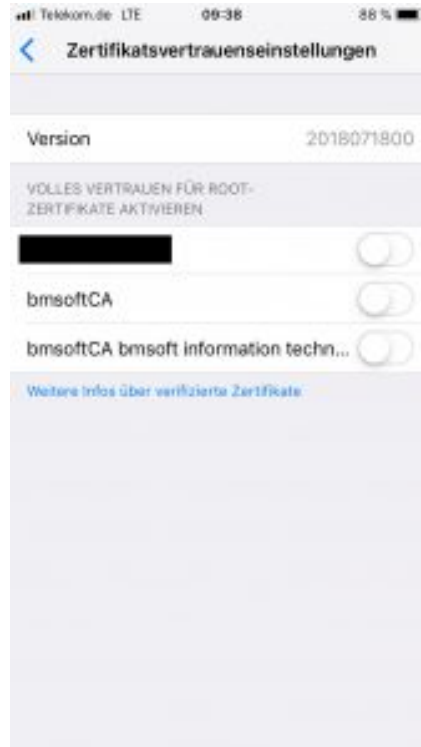 Telekom.de LTE 09:38 88 %
Zertifikatsvertrauenseinstellungen
Version 2018071800
VOLLES VERTRAUEN FÜR ROOT-
ZERTIFIKATE AKTIVIEREN
bmsoftCA
bmsoftCA bmsoft information techn...
Weitere Infos über verifizierte Zertifikate